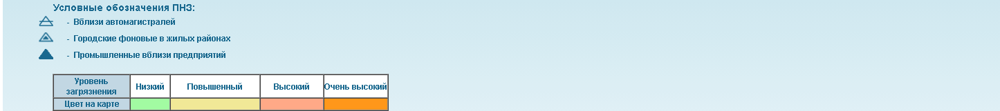 Условные обозначения ПНЗ:
- Вблизи автомагистралей
- Городские фоновые в жилых районах
- Промышленные вблизи предприятий
Уровень загрязнения Низкий Повышенный Высокий Очень высокий
Цвет на карте